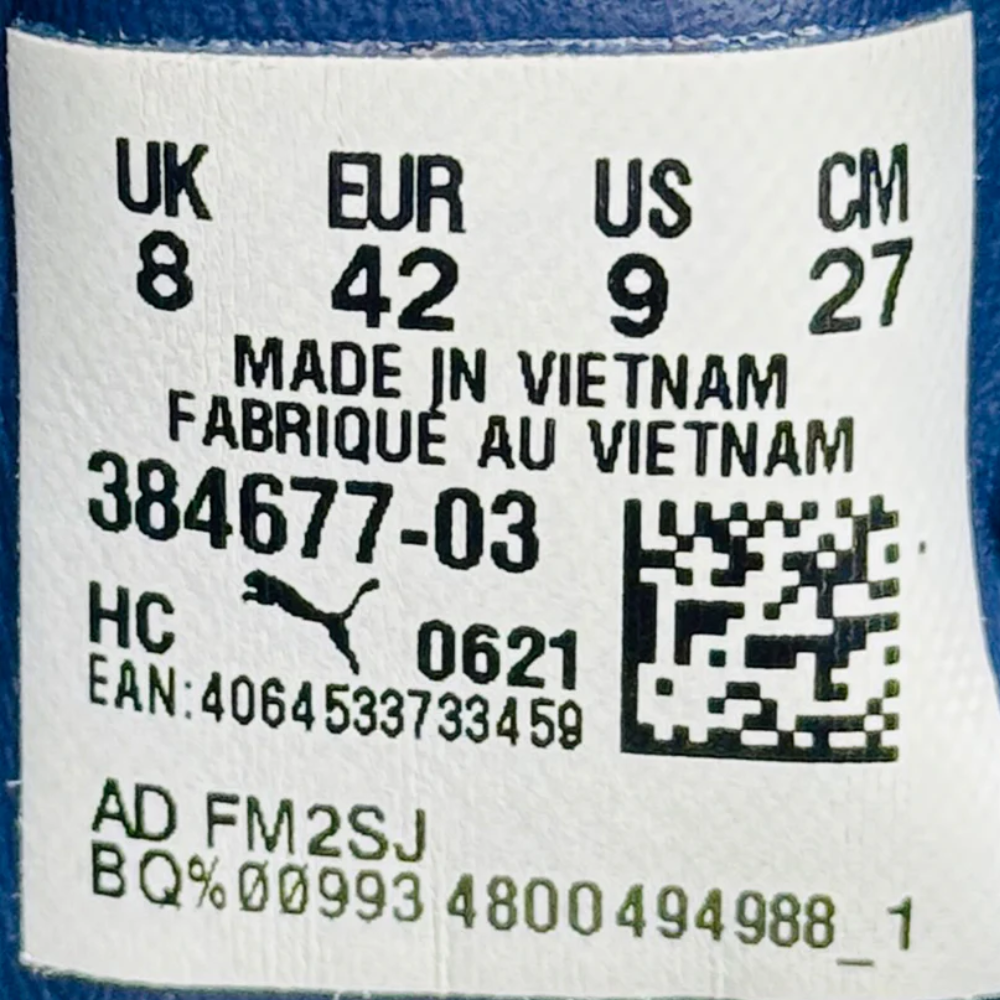 UK EUR US CM
8 42 9 27
MADE IN VIETNAM
FABRIQUÉ AU VIETNAM
384677-03
HC 0621
EAN:4064533733459
AD FM2SJ
BQ%00993 4800494988_1